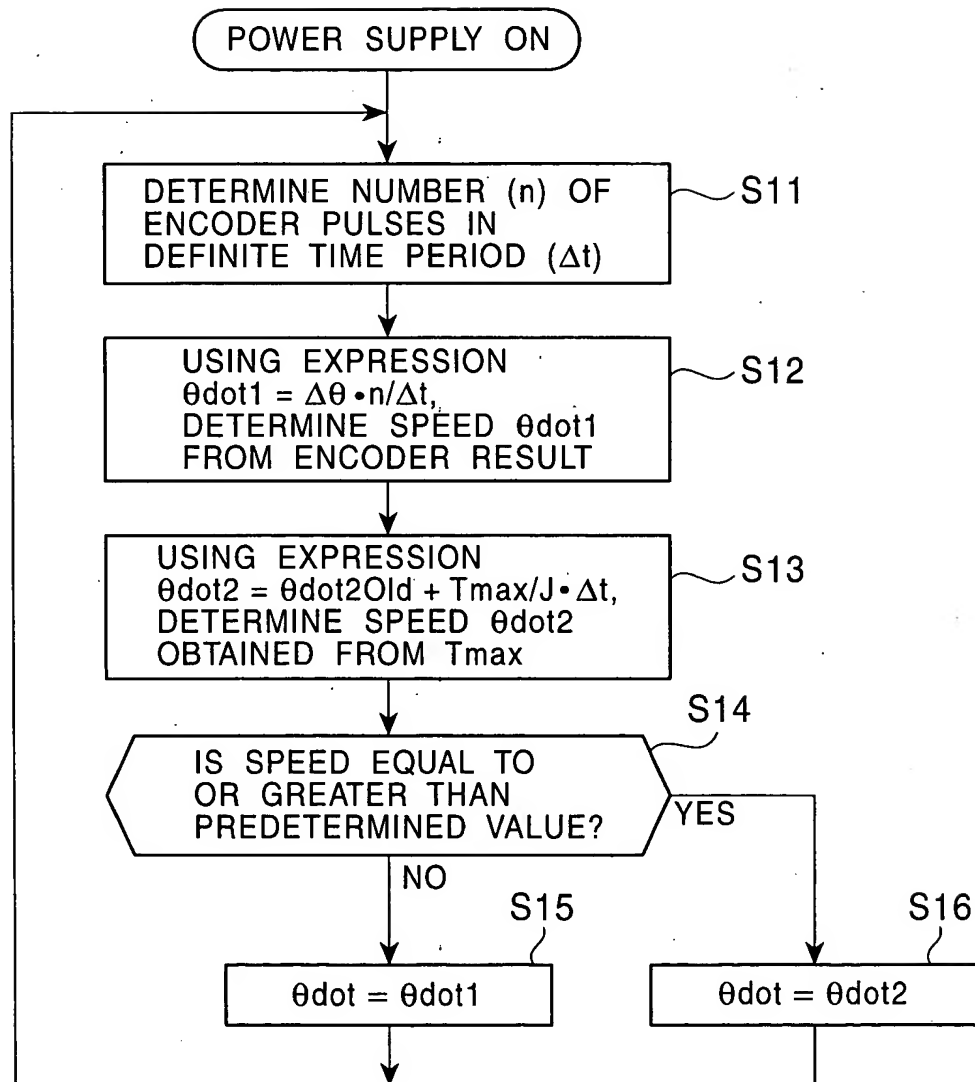 POWER SUPPLY ON
DETERMINE NUMBER (n) OF
ENCODER PULSES IN
DEFINITE TIME PERIOD (Δt)
S11
USING EXPRESSION
θdot1 = Δθ•n/Δt,
DETERMINE SPEED θdot1
FROM ENCODER RESULT
S12
USING EXPRESSION
θdot2 = θdot2Old + Tmax/J•Δt,
DETERMINE SPEED θdot2
OBTAINED FROM Tmax
S13
S14
IS SPEED EQUAL TO
OR GREATER THAN
PREDETERMINED VALUE?
YES
NO
S15
S16
θdot = θdot1
θdot = θdot2